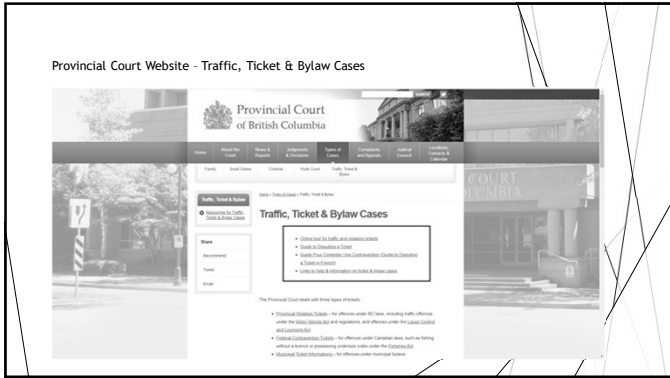 Provincial Court Website – Traffic, Ticket & Bylaw Cases
SEARCH
Provincial Court
of British Columbia
Home
About the
Court
News &
Reports
Judgments
& Decisions
Types of
Cases
Complaints
and Appeals
Judicial
Council
Locations,
Contacts &
Calendar
Family
Small Claims
Criminal
Youth Court
Traffic, Ticket &
Bylaw
Traffic, Ticket & Bylaw
Resources for Traffic,
Ticket & Bylaw Cases
Share
Recommend
Tweet
Email
Home > Types of Cases > Traffic, Ticket & Bylaw
Traffic, Ticket & Bylaw Cases
Online tool for traffic and violation tickets
Guide to Disputing a Ticket
Guide Pour Contester Une Contravention (Guide to Disputing
a Ticket in French)
Links to help & information on ticket & bylaw cases
The Provincial Court deals with three types of tickets:
Provincial Violation Tickets – for offences under BC laws, including traffic offences
under the Motor Vehicle Act and regulations, and offences under the Liquor Control
and Licensing Act
Federal Contravention Tickets – for offences under Canadian laws, such as fishing
without a licence or possessing undersize crabs under the Fisheries Act
Municipal Ticket Informations – for offences under municipal bylaws
COURT